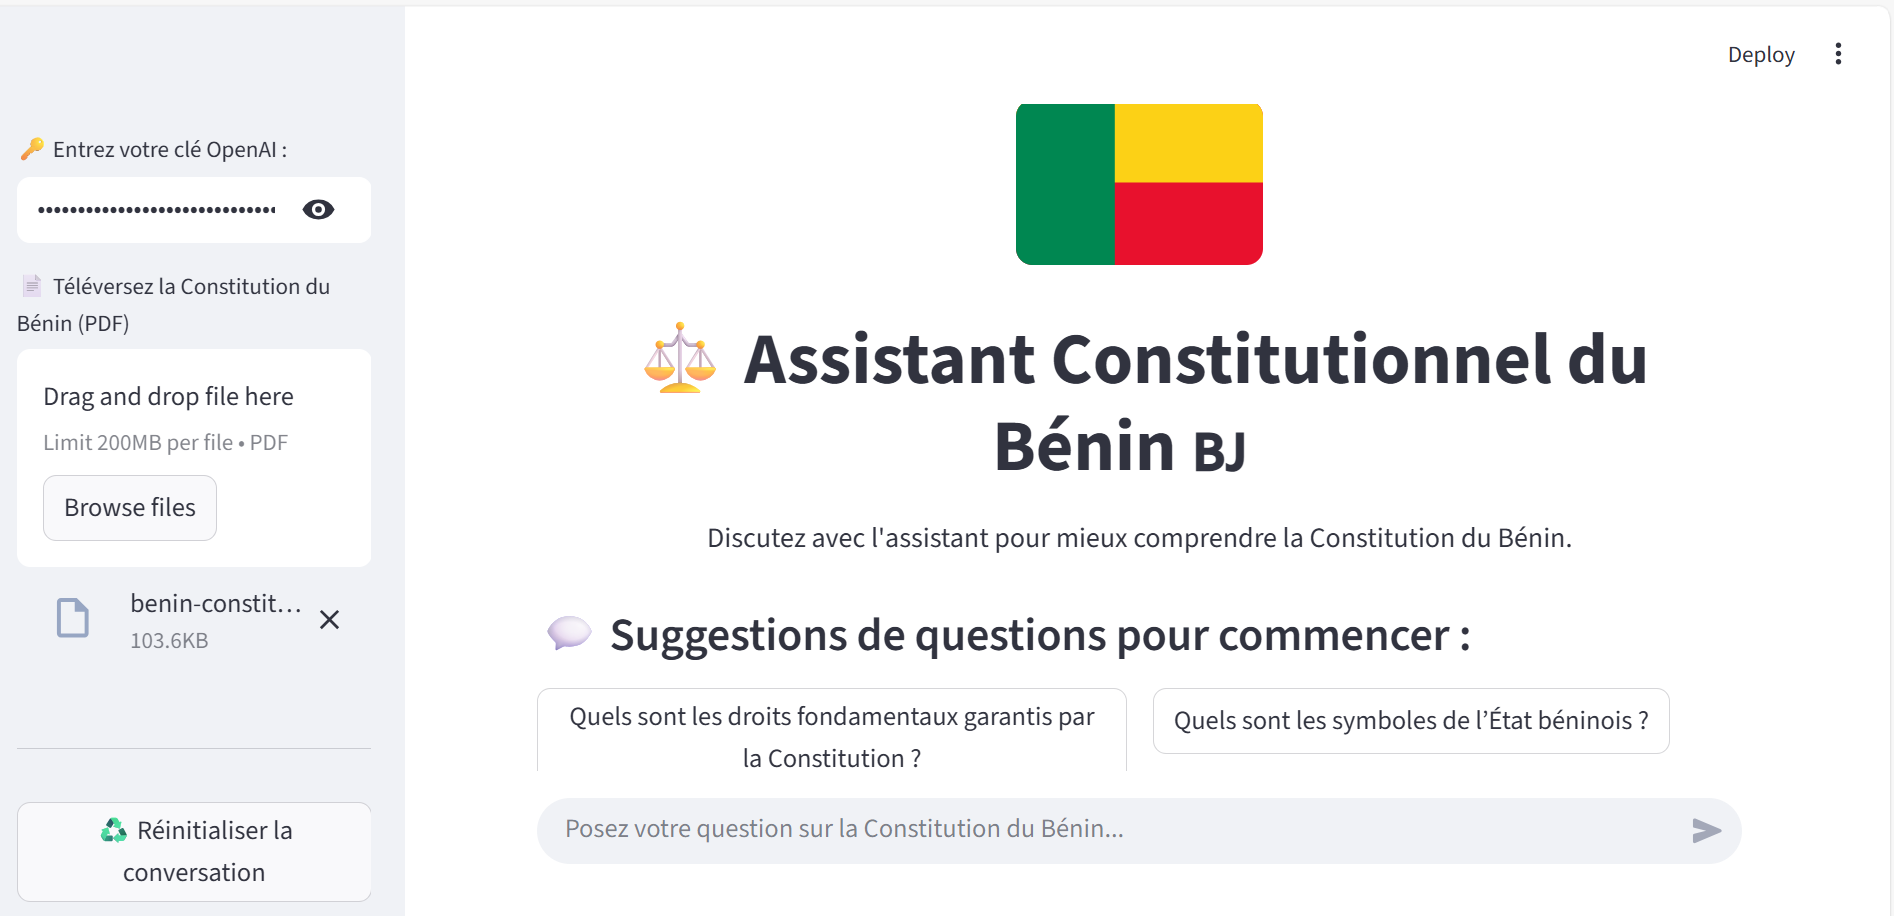 Deploy
🔑 Entrez votre clé OpenAI :
••••••••••••••••••••••••••••••
📄 Téléversez la Constitution du
Bénin (PDF)
Drag and drop file here
Limit 200MB per file • PDF
Browse files
benin-constit...
103.6KB
♻️ Réinitialiser la
conversation
⚖️ Assistant Constitutionnel du
Bénin BJ
Discutez avec l'assistant pour mieux comprendre la Constitution du Bénin.
💬 Suggestions de questions pour commencer :
Quels sont les droits fondamentaux garantis par
la Constitution ?
Quels sont les symboles de l’État béninois ?
Posez votre question sur la Constitution du Bénin...